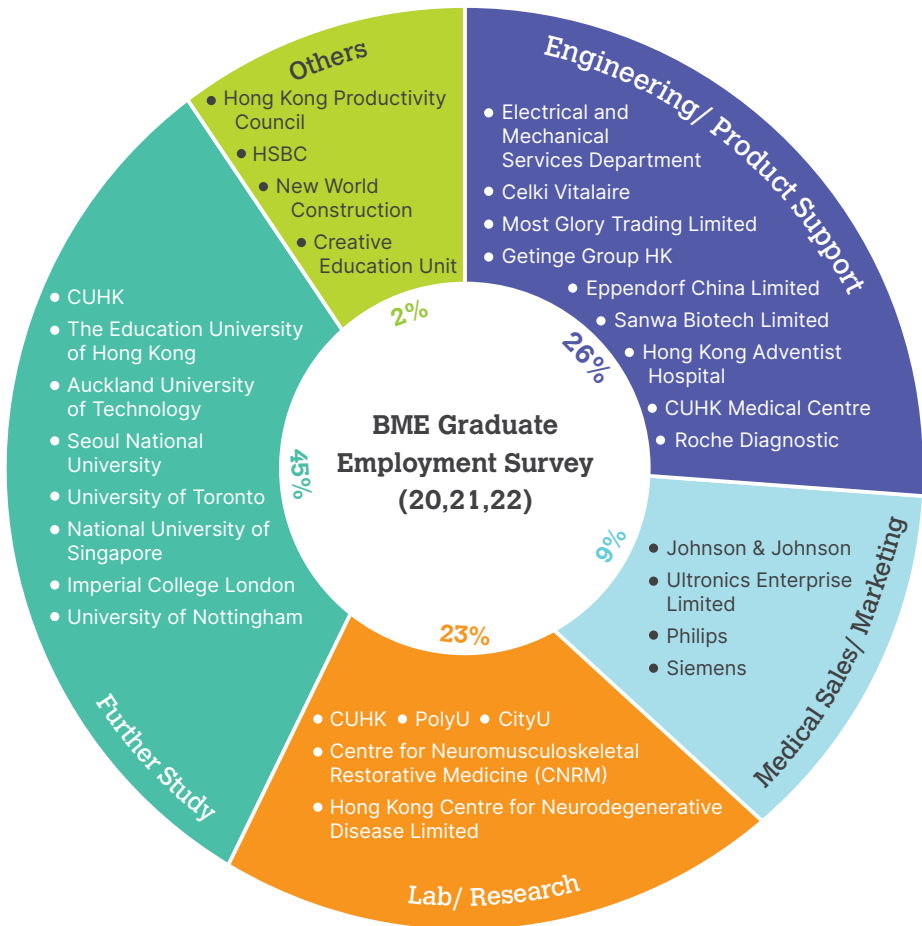 BME Graduate
Employment Survey
(20,21,22)
Engineering/ Product Support
• Electrical and
Mechanical
Services Department
• Celki Vitalaire
• Most Glory Trading Limited
• Getinge Group HK
• Eppendorf China Limited
• Sanwa Biotech Limited
• Hong Kong Adventist
Hospital
• CUHK Medical Centre
• Roche Diagnostic
26%
Medical Sales/ Marketing
• Johnson & Johnson
• Ultronics Enterprise
Limited
• Philips
• Siemens
9%
Lab/ Research
• CUHK • PolyU • CityU
• Centre for Neuromusculoskeletal
Restorative Medicine (CNRM)
• Hong Kong Centre for Neurodegenerative
Disease Limited
23%
Further Study
• CUHK
• The Education University
of Hong Kong
• Auckland University
of Technology
• Seoul National
University
• University of Toronto
• National University of
Singapore
• Imperial College London
• University of Nottingham
45%
Others
• Hong Kong Productivity
Council
• HSBC
• New World
Construction
• Creative
Education Unit
2%